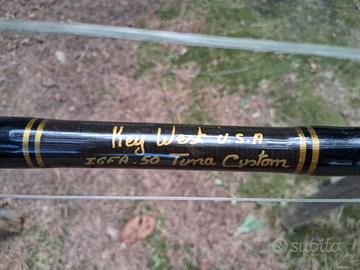 Key West U.S.A
IGFA-50 Tuna Custom
subito